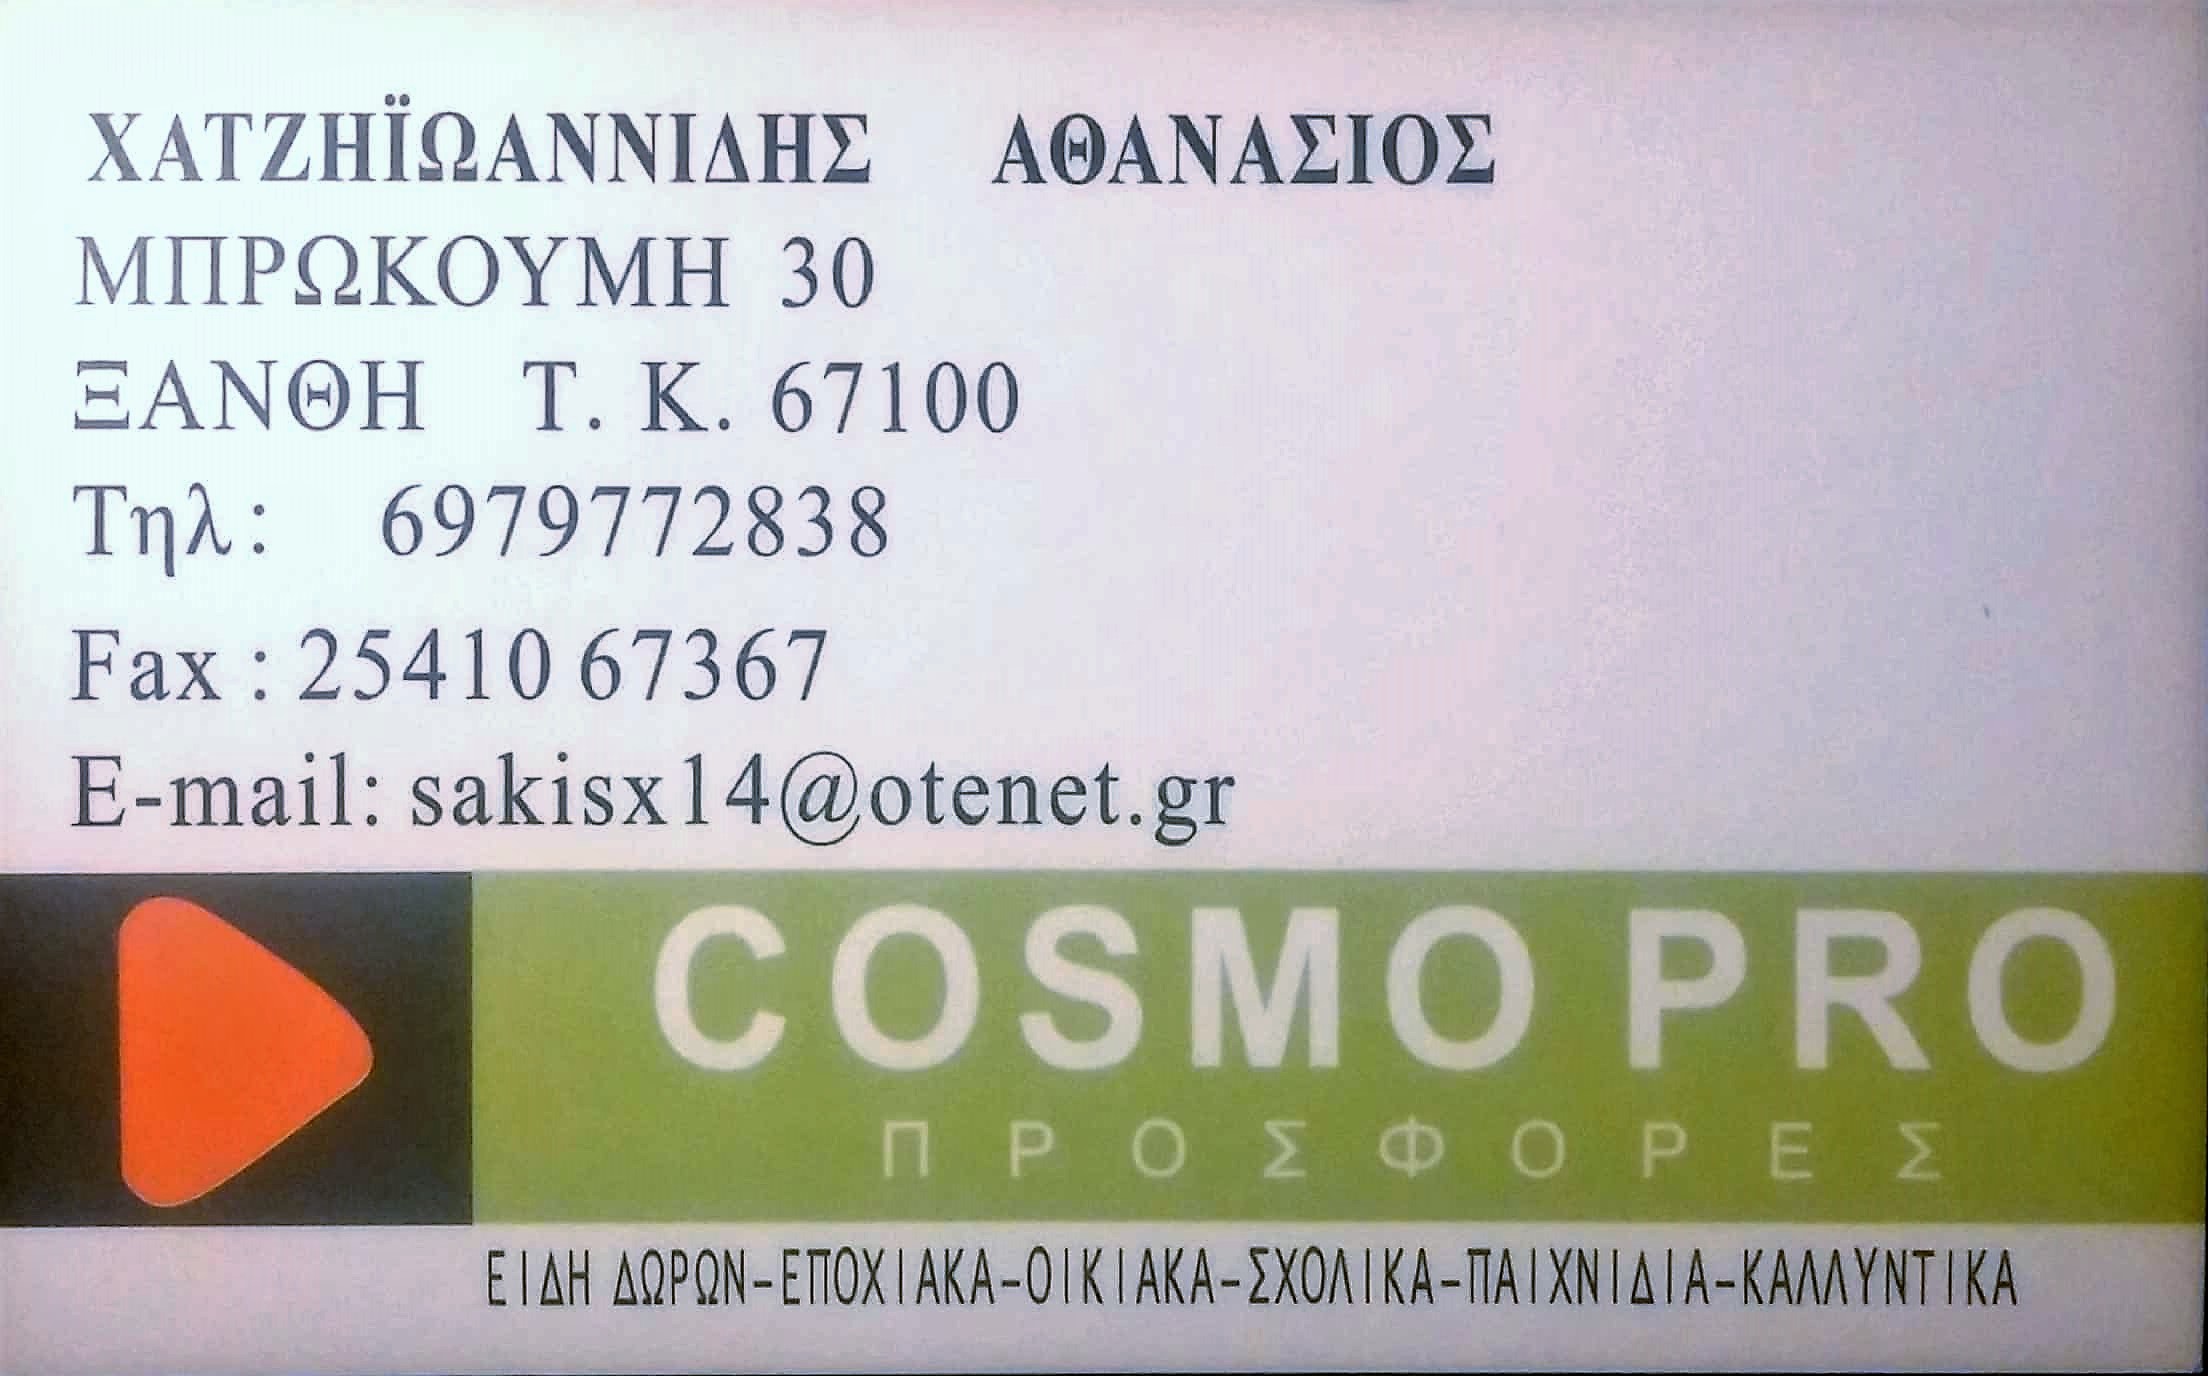 ΧΑΤΖΗΪΩΑΝΝΙΔΗΣ ΑΘΑΝΑΣΙΟΣ
ΜΠΡΩΚΟΥΜΗ 30
ΞΑΝΘΗ Τ. Κ. 67100
Τηλ: 6979772838
Fax : 25410 67367
E-mail: sakisx14@otenet.gr
COSMO PRO
ΠΡΟΣΦΟΡΕΣ
ΕΙΔΗ ΔΩΡΩΝ-ΕΠΟΧΙΑΚΑ-ΟΙΚΙΑΚΑ-ΣΧΟΛΙΚΑ-ΠΑΙΧΝΙΔΙΑ-ΚΑΛΛΥΝΤΙΚΑ